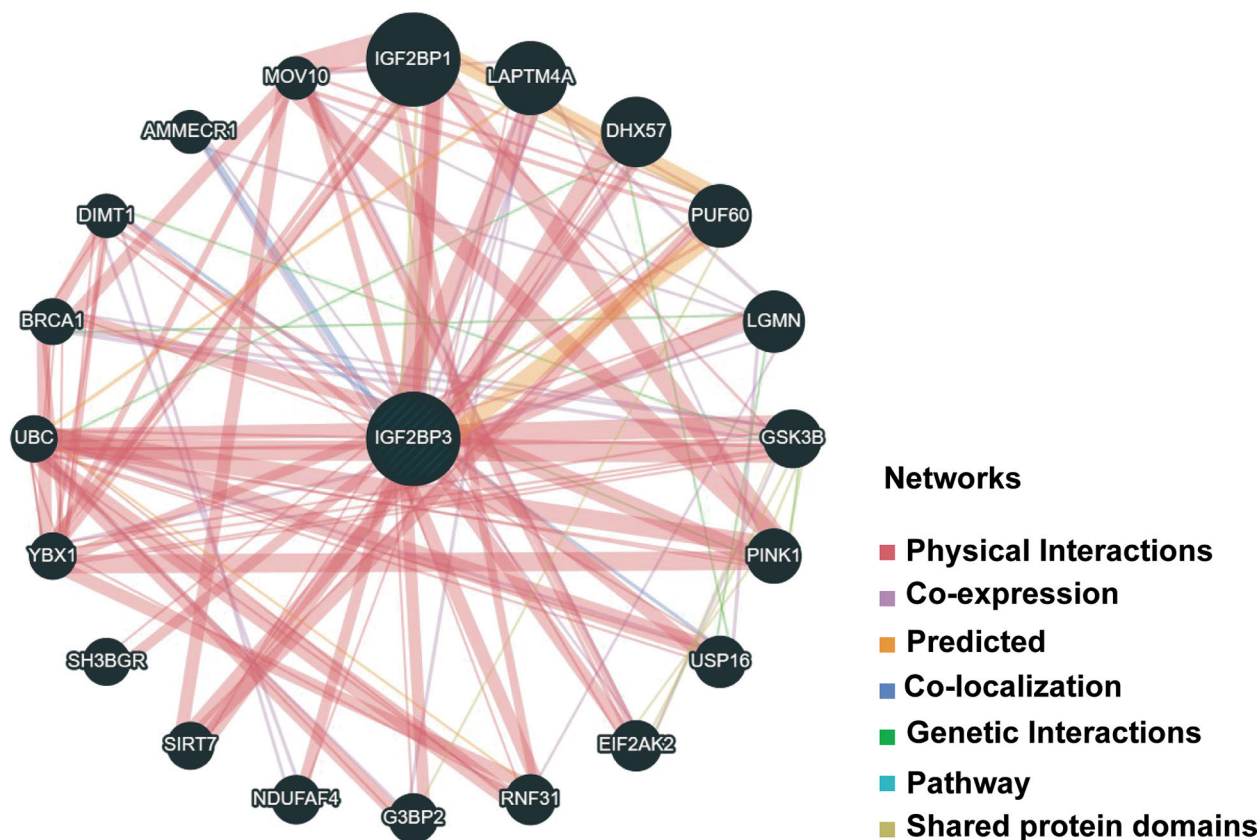 IGF2BP1
LAPTM4A
MOV10
DHX57
AMMECR1
PUF60
DIMT1
LGMN
BRCA1
IGF2BP3
UBC
GSK3B
Networks
YBX1
PINK1
Physical Interactions
Co-expression
Predicted
SH3BGR
USP16
Co-localization
SIRT7
EIF2AK2
Genetic Interactions
NDUFAF4
RNF31
Pathway
G3BP2
Shared protein domains